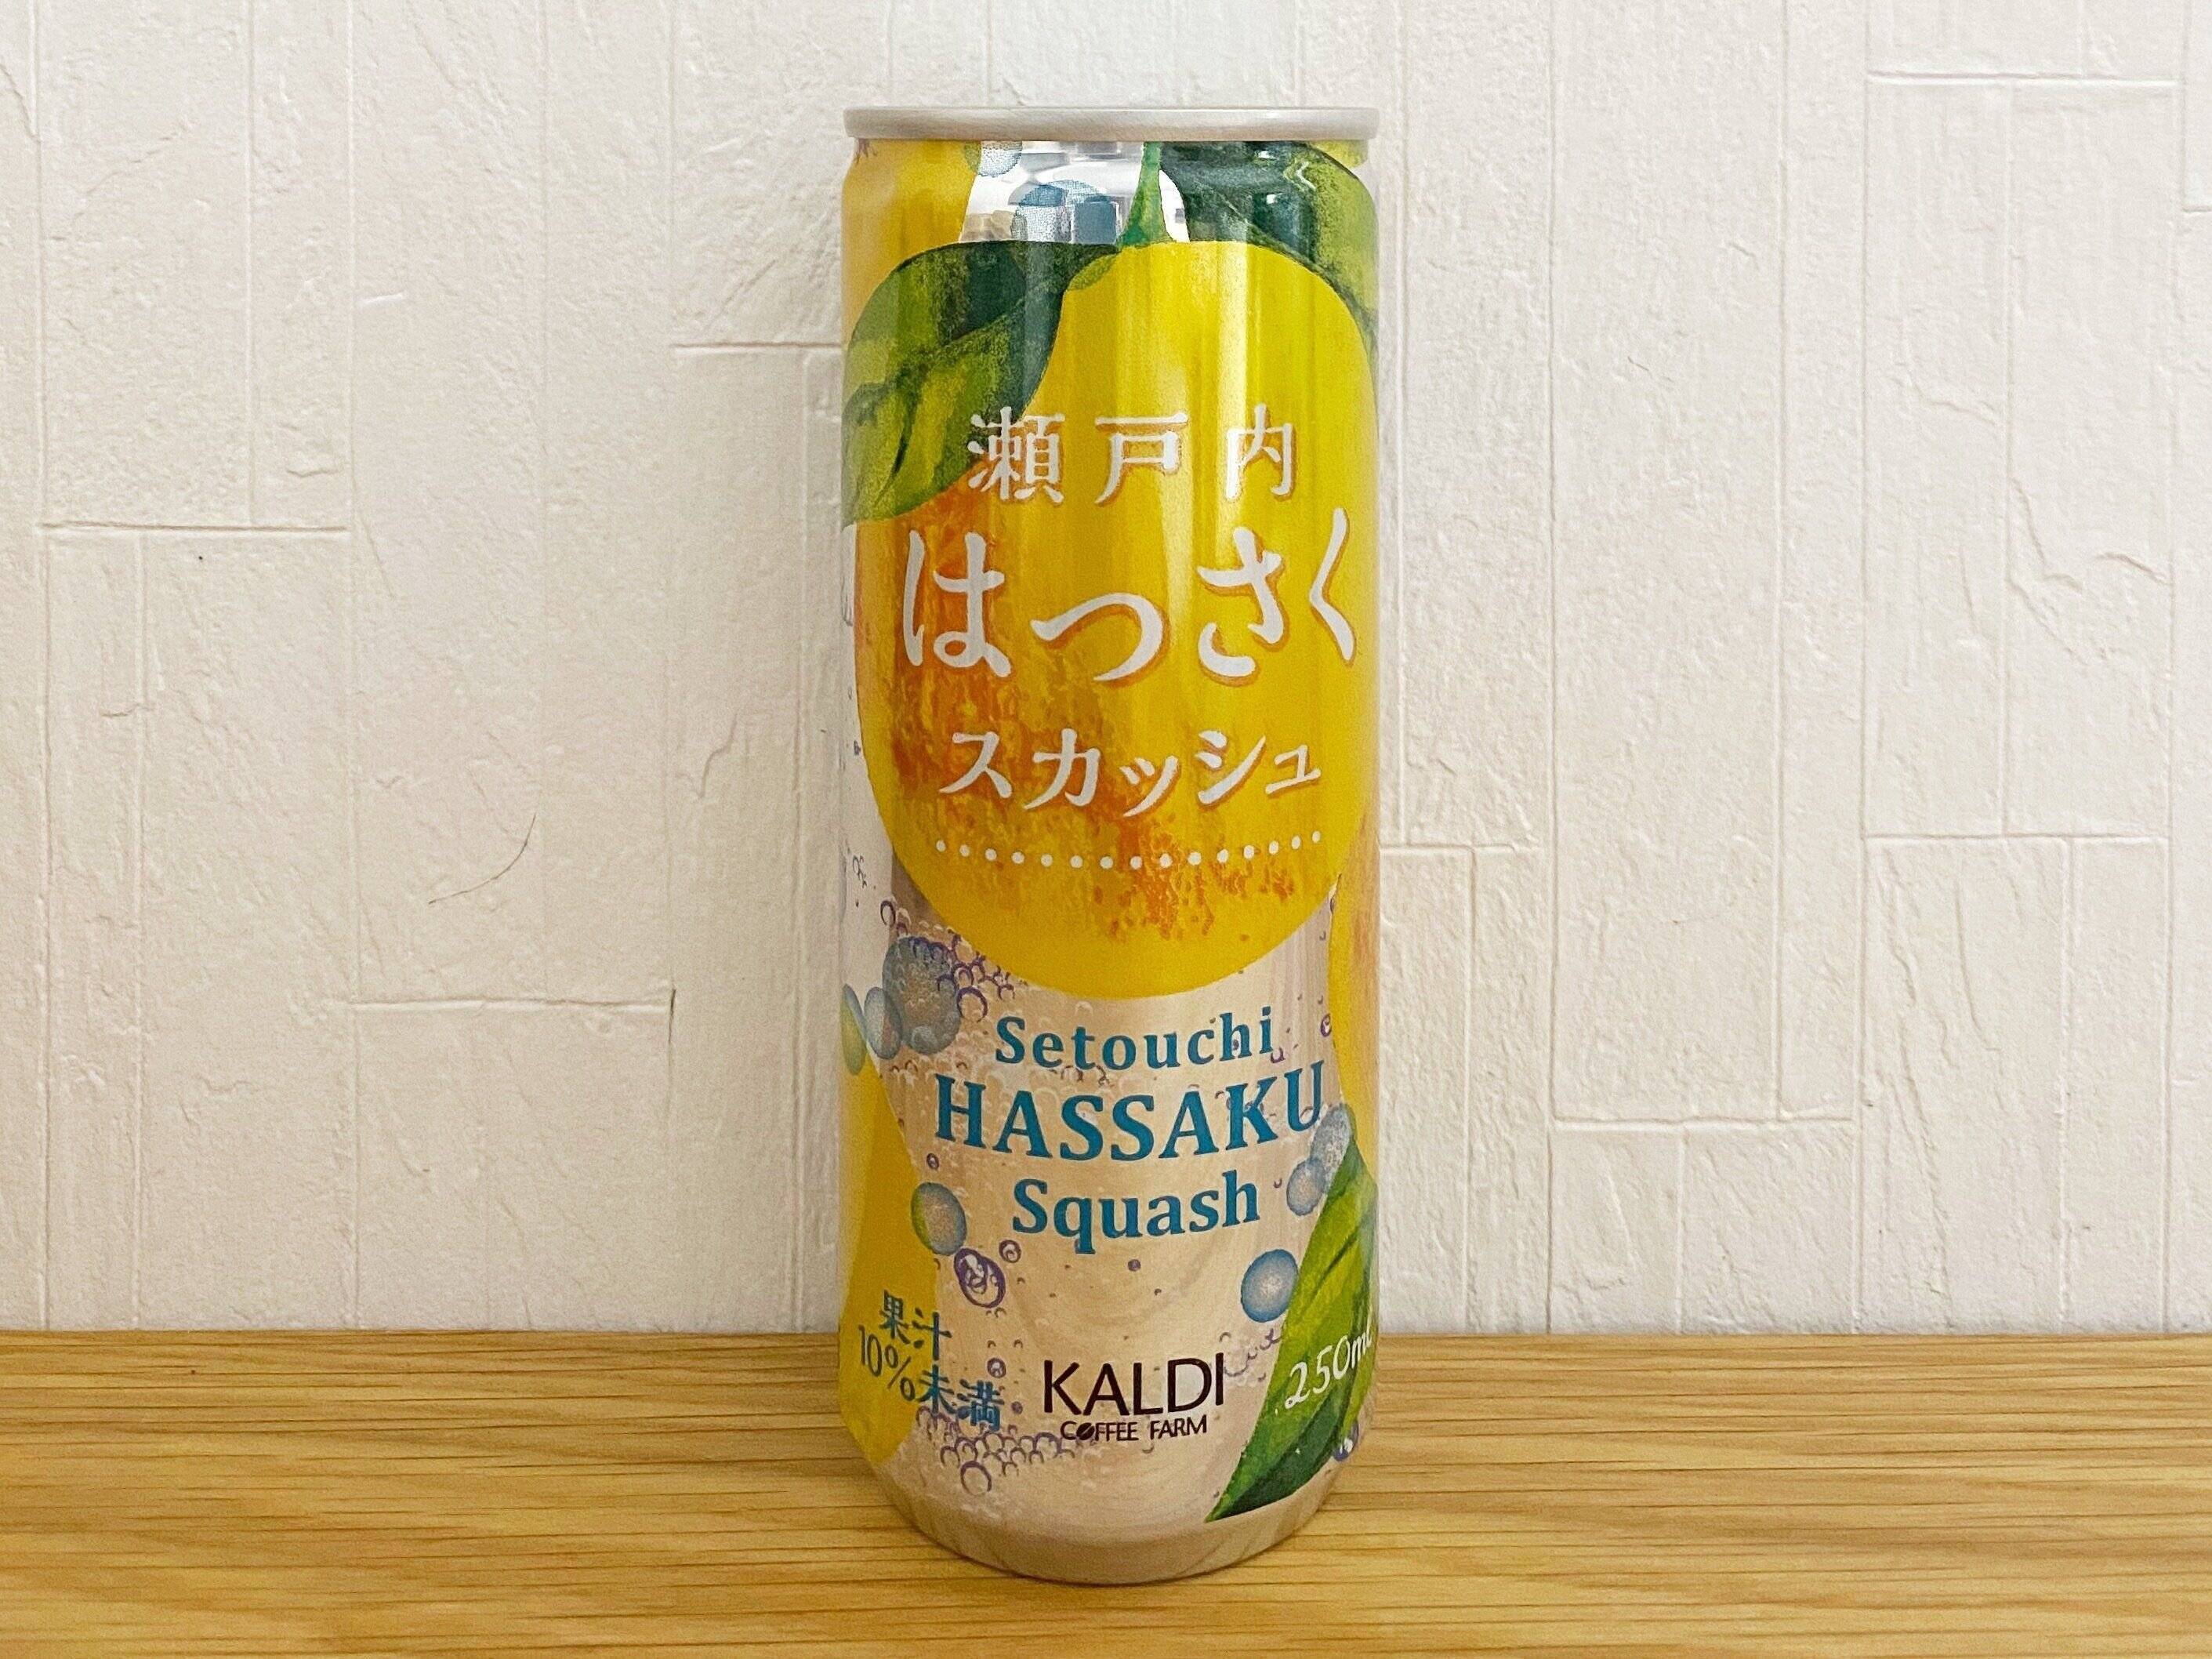 瀬戸内
はっさく
スカッシュ
Setouchi
HASSAKU
Squash
果汁
10%未満
KALDI
COFFEE FARM
250ml